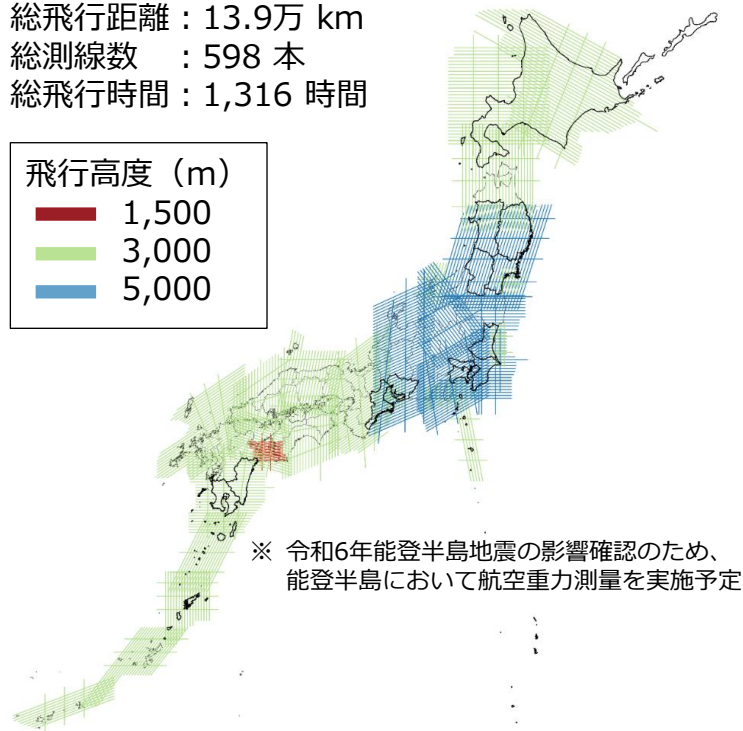 総飛行距離：13.9万 km
総測線数　：598 本
総飛行時間：1,316 時間
飛行高度（m）
1,500
3,000
5,000
※ 令和6年能登半島地震の影響確認のため、
能登半島において航空重力測量を実施予定